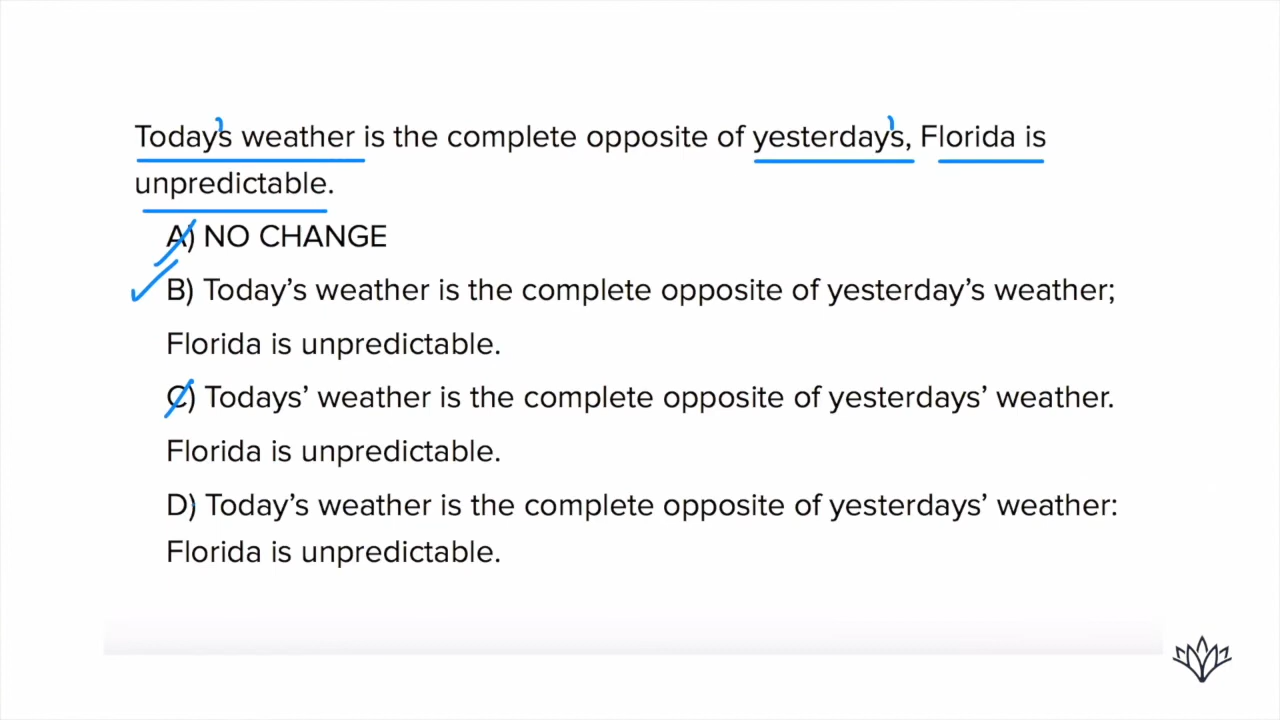 Today's weather is the complete opposite of yesterday's, Florida is
unpredictable.
A) NO CHANGE
B) Today’s weather is the complete opposite of yesterday’s weather;
Florida is unpredictable.
C) Todays’ weather is the complete opposite of yesterdays’ weather.
Florida is unpredictable.
D) Today’s weather is the complete opposite of yesterdays’ weather:
Florida is unpredictable.